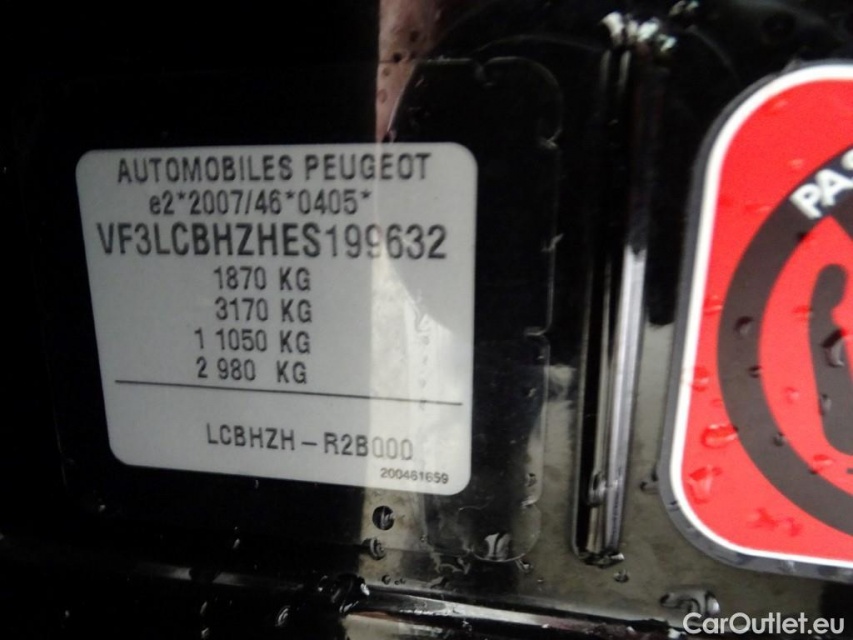 AUTOMOBILES PEUGEOT
e2*2007/46*0405*
VF3LCBHZHES199632
1870 KG
3170 KG
1 1050 KG
2 980 KG
LCBHZH-R2B000
200461659
PAS
CarOutlet.eu